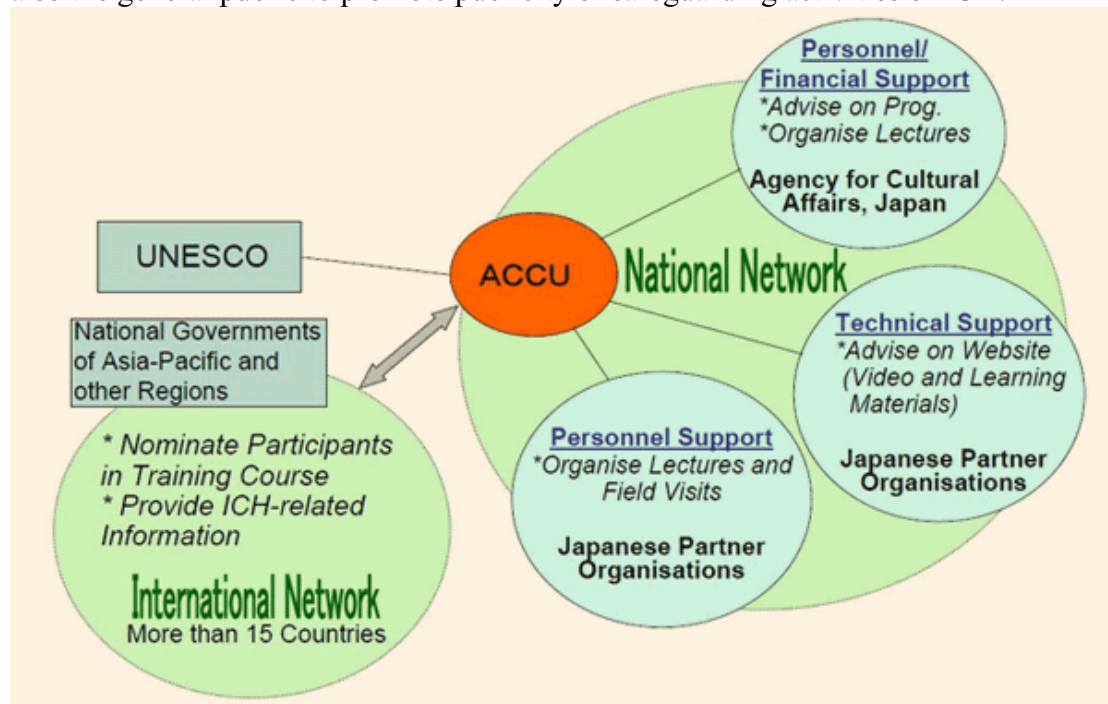 Personnel/
Financial Support
*Advise on Prog.
*Organise Lectures
Agency for Cultural
Affairs, Japan
UNESCO
ACCU
National Network
National Governments
of Asia-Pacific and
other Regions
Technical Support
*Advise on Website
(Video and Learning
Materials)
Japanese Partner
Organisations
* Nominate Participants
in Training Course
* Provide ICH-related
Information
International Network
More than 15 Countries
Personnel Support
*Organise Lectures and
Field Visits
Japanese Partner
Organisations